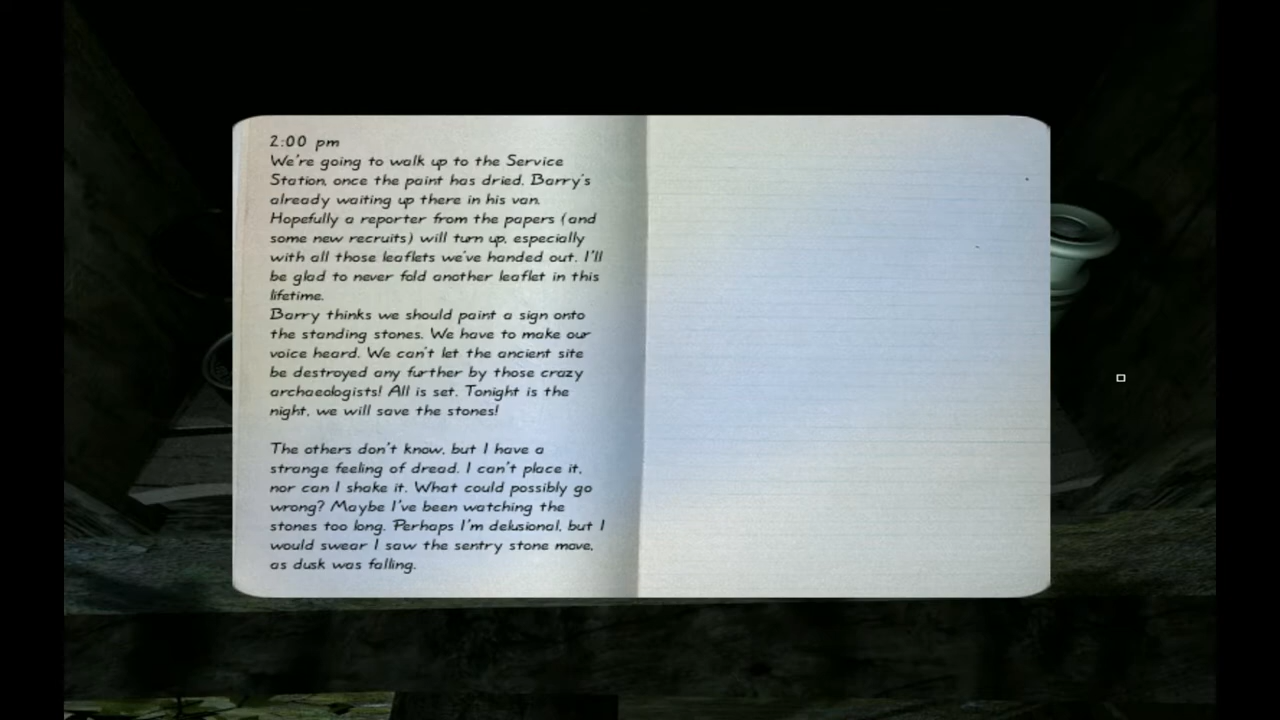 2:00 pm
We're going to walk up to the Service
Station, once the paint has dried. Barry's
already waiting up there in his van.
Hopefully a reporter from the papers (and
some new recruits) will turn up, especially
with all those leaflets we've handed out. I'll
be glad to never fold another leaflet in this
lifetime.
Barry thinks we should paint a sign onto
the standing stones. We have to make our
voice heard. We can't let the ancient site
be destroyed any further by those crazy
archaeologists! All is set. Tonight is the
night, we will save the stones!
The others don't know, but I have a
strange feeling of dread. I can't place it,
nor can I shake it. What could possibly go
wrong? Maybe I've been watching the
stones too long. Perhaps I'm delusional, but I
would swear I saw the sentry stone move,
as dusk was falling.